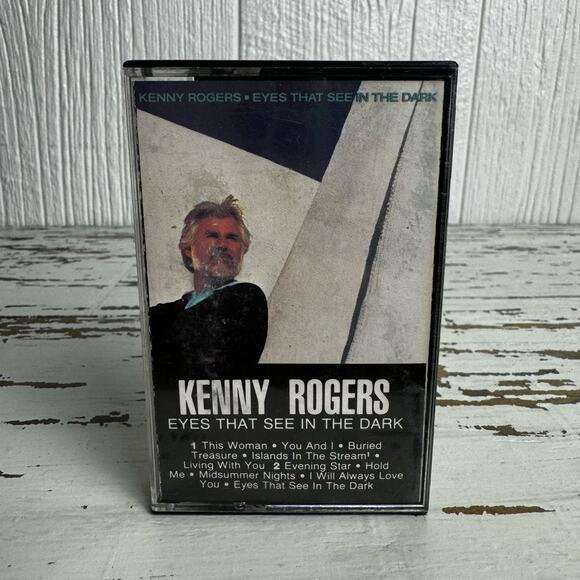 KENNY ROGERS • EYES THAT SEE IN THE DARK
KENNY ROGERS
EYES THAT SEE IN THE DARK
1 This Woman • You And I • Buried
Treasure • Islands In The Stream¹ •
Living With You 2 Evening Star • Hold
Me • Midsummer Nights • I Will Always Love
You • Eyes That See In The Dark